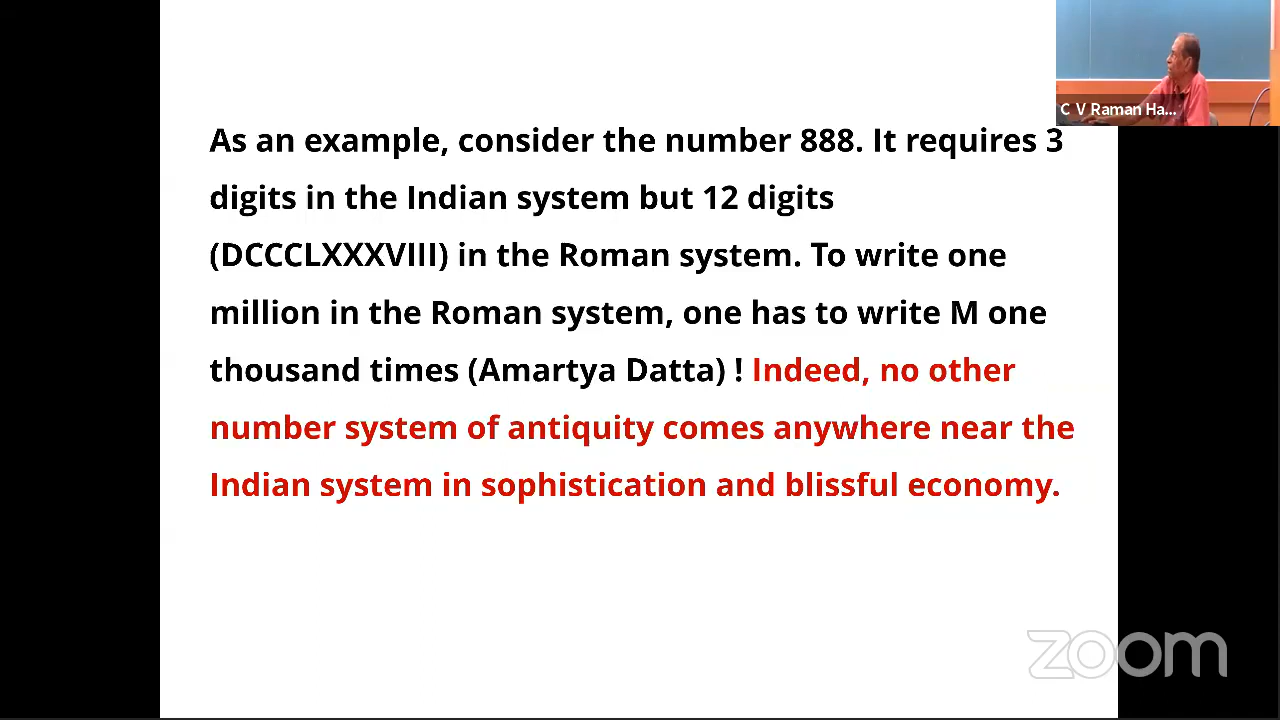 C V Raman Ha...
As an example, consider the number 888. It requires 3
digits in the Indian system but 12 digits
(DCCCLXXXVIII) in the Roman system. To write one
million in the Roman system, one has to write M one
thousand times (Amartya Datta) ! Indeed, no other
number system of antiquity comes anywhere near the
Indian system in sophistication and blissful economy.
zoom